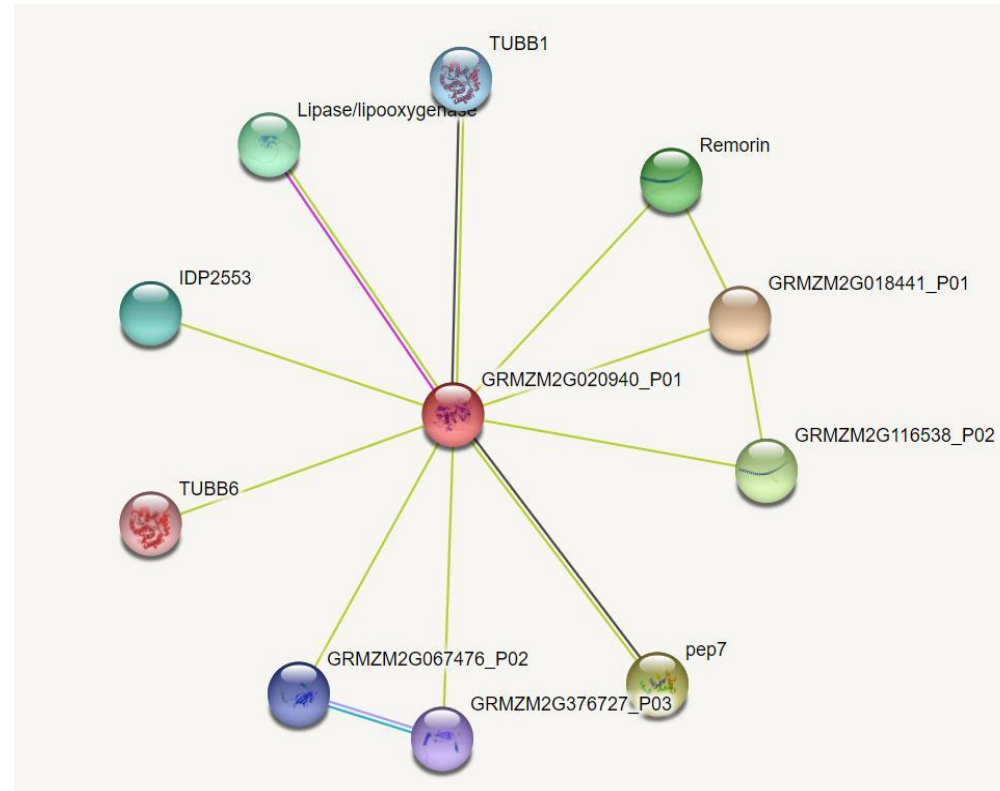 TUBB1
Lipase/lipooxygenase
Remorin
IDP2553
GRMZM2G018441_P01
GRMZM2G020940_P01
GRMZM2G116538_P02
TUBB6
pep7
GRMZM2G067476_P02
GRMZM2G376727_P03